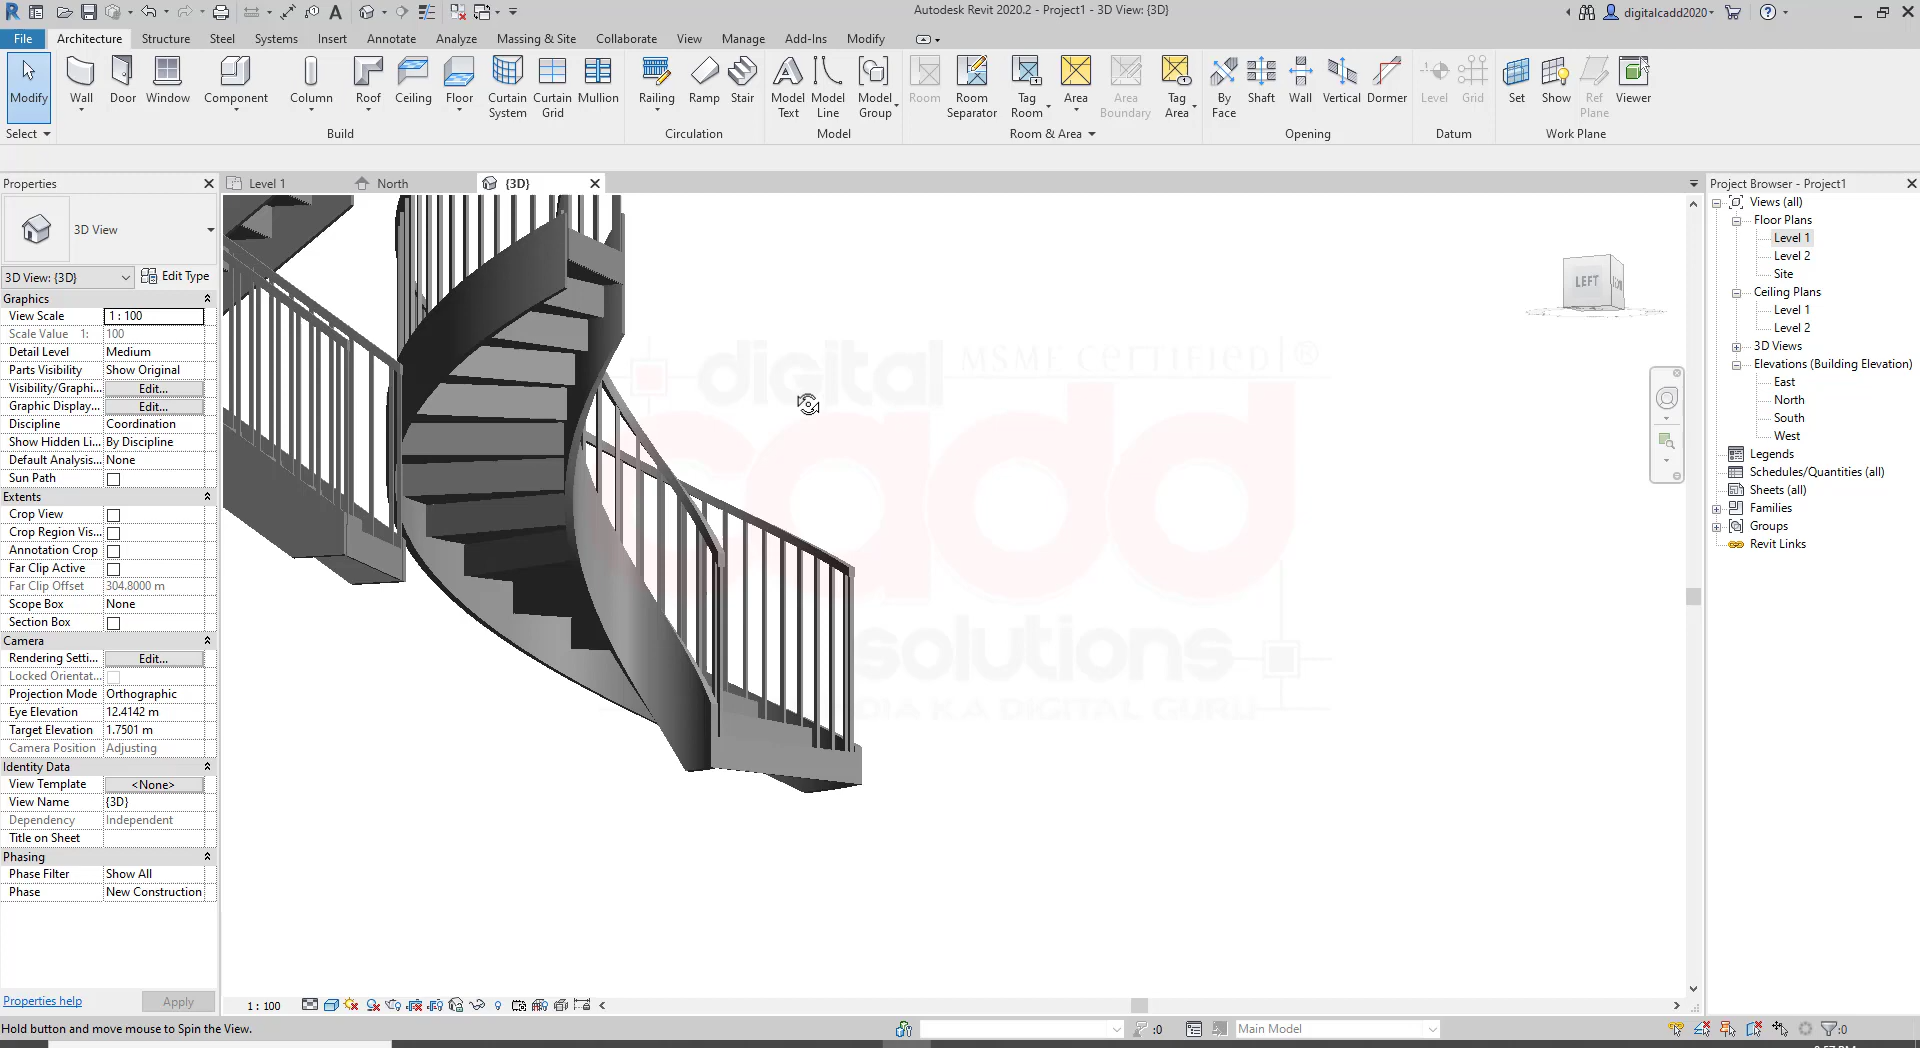 Autodesk Revit 2020.2 - Project1 - 3D View: {3D}
digitalcadd2020
File Architecture Structure Steel Systems Insert Annotate Analyze Massing & Site Collaborate View Manage Add-Ins Modify
Modify Wall Door Window Component Column Roof Ceiling Floor Curtain System Curtain Grid Mullion Railing Ramp Stair Model Text Model Line Model Group Room Room Separator Tag Room Area Area Boundary Tag Area By Face Shaft Wall Vertical Dormer Level Grid Set Show Ref Plane Viewer
Select Build Circulation Model Room & Area Opening Datum Work Plane
Properties
Level 1 North {3D}
Project Browser - Project1
3D View
3D View: {3D} Edit Type
Graphics
View Scale 1 : 100
Scale Value 1: 100
Detail Level Medium
Parts Visibility Show Original
Visibility/Graphi... Edit...
Graphic Display... Edit...
Discipline Coordination
Show Hidden Li... By Discipline
Default Analysis... None
Sun Path
Extents
Crop View
Crop Region Vis...
Annotation Crop
Far Clip Active
Far Clip Offset 304.8000 m
Scope Box None
Section Box
Camera
Rendering Setti... Edit...
Locked Orientat...
Projection Mode Orthographic
Eye Elevation 12.4142 m
Target Elevation 1.7501 m
Camera Position Adjusting
Identity Data
View Template <None>
View Name {3D}
Dependency Independent
Title on Sheet
Phasing
Phase Filter Show All
Phase New Construction
Properties help Apply
LEFT
digital MSME CERTIFIED ®
cadd
solutions
DIA KA DIGITAL GURU
Views (all)
Floor Plans
Level 1
Level 2
Site
Ceiling Plans
Level 1
Level 2
3D Views
Elevations (Building Elevation)
East
North
South
West
Legends
Schedules/Quantities (all)
Sheets (all)
Families
Groups
Revit Links
1 : 100
Hold button and move mouse to Spin the View.
:0
Main Model
:0